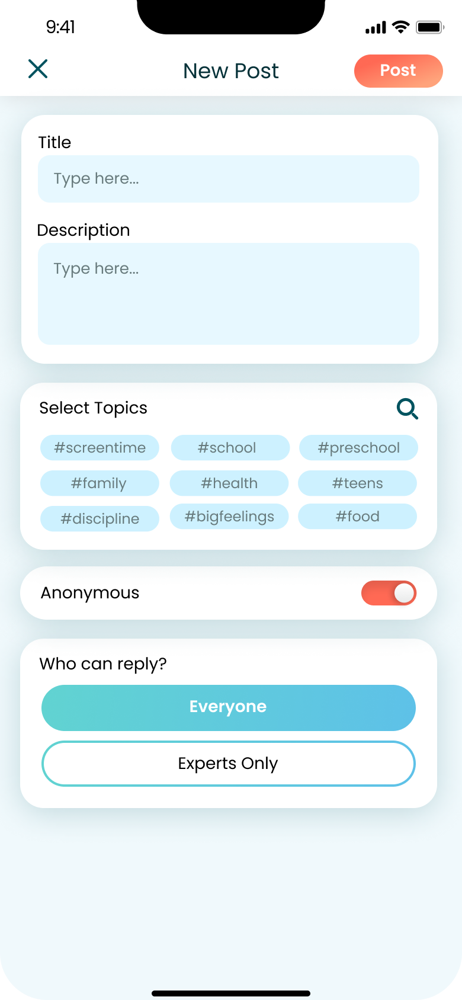 9:41
New Post
Post
Title
Type here...
Description
Type here...
Select Topics
#screentime #school #preschool
#family #health #teens
#discipline #bigfeelings #food
Anonymous
Who can reply?
Everyone
Experts Only